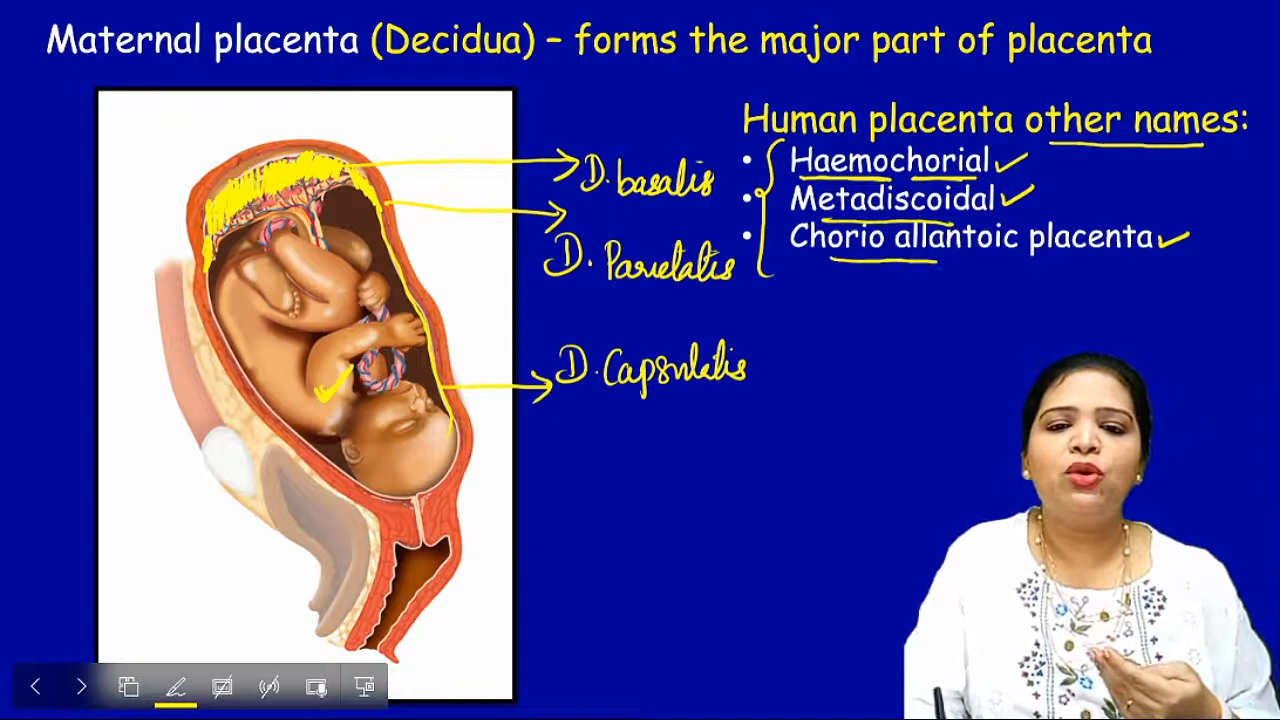 Maternal placenta (Decidua) – forms the major part of placenta
Human placenta other names:
• Haemochorial
• Metadiscoidal
• Chorio allantoic placenta
D. basalis
D. Parietalis
D. Capsulalis